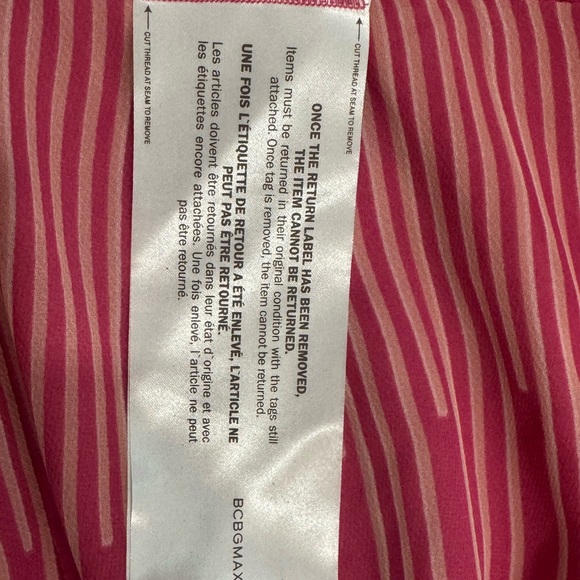 ← CUT THREAD AT SEAM TO REMOVE
ONCE THE RETURN LABEL HAS BEEN REMOVED,
THE ITEM CANNOT BE RETURNED.
Items must be returned in their original condition with the tags still
attached. Once tag is removed, the item cannot be returned.
UNE FOIS L'ÉTIQUETTE DE RETOUR A ÉTÉ ENLEVÉ, L'ARTICLE NE
PEUT PAS ÊTRE RETOURNÉ.
Les articles doivent être retournés dans leur état d'origine et avec
les étiquettes encore attachées. Une fois enlevé, l'article ne peut
pas être retourné.
← CUT THREAD AT SEAM TO REMOVE
BCBGMAX